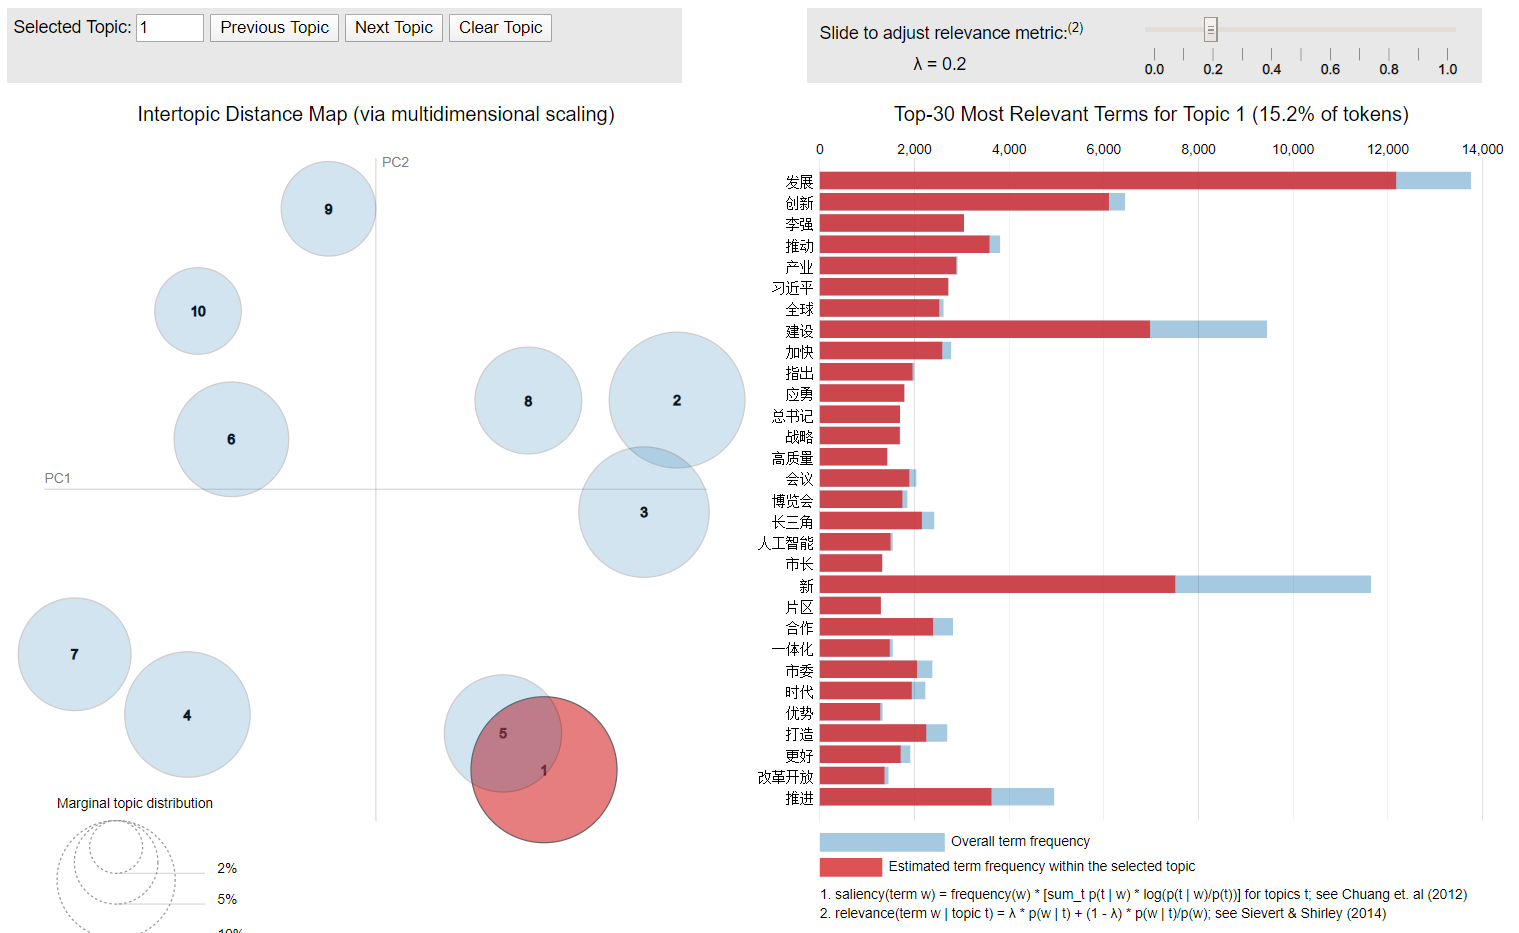 Selected Topic: 1 Previous Topic Next Topic Clear Topic
Slide to adjust relevance metric:(2)
λ = 0.2
0.0 0.2 0.4 0.6 0.8 1.0
Intertopic Distance Map (via multidimensional scaling)
PC2
PC1
9
10
8
2
6
3
7
4
5
1
Marginal topic distribution
2%
5%
Top-30 Most Relevant Terms for Topic 1 (15.2% of tokens)
0 2,000 4,000 6,000 8,000 10,000 12,000 14,000
发展
创新
李强
推动
产业
习近平
全球
建设
加快
指出
应勇
总书记
战略
高质量
会议
博览会
长三角
人工智能
市长
新
片区
合作
一体化
市委
时代
优势
打造
更好
改革开放
推进
Overall term frequency
Estimated term frequency within the selected topic
1. saliency(term w) = frequency(w) * [sum_t p(t | w) * log(p(t | w)/p(t))] for topics t; see Chuang et. al (2012)
2. relevance(term w | topic t) = λ * p(w | t) + (1 - λ) * p(w | t)/p(w); see Sievert & Shirley (2014)